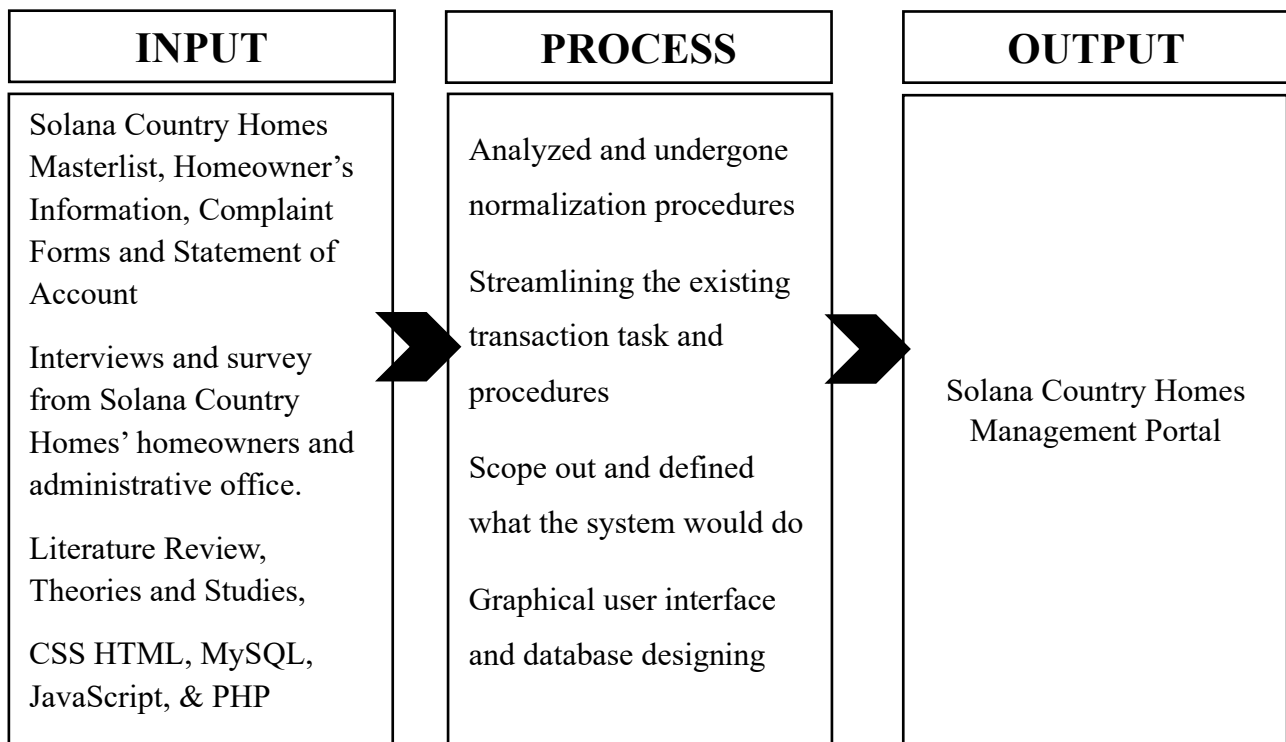 INPUT
Solana Country Homes
Masterlist, Homeowner’s
Information, Complaint
Forms and Statement of
Account
Interviews and survey
from Solana Country
Homes’ homeowners and
administrative office.
Literature Review,
Theories and Studies,
CSS HTML, MySQL,
JavaScript, & PHP
PROCESS
Analyzed and undergone
normalization procedures
Streamlining the existing
transaction task and
procedures
Scope out and defined
what the system would do
Graphical user interface
and database designing
OUTPUT
Solana Country Homes
Management Portal